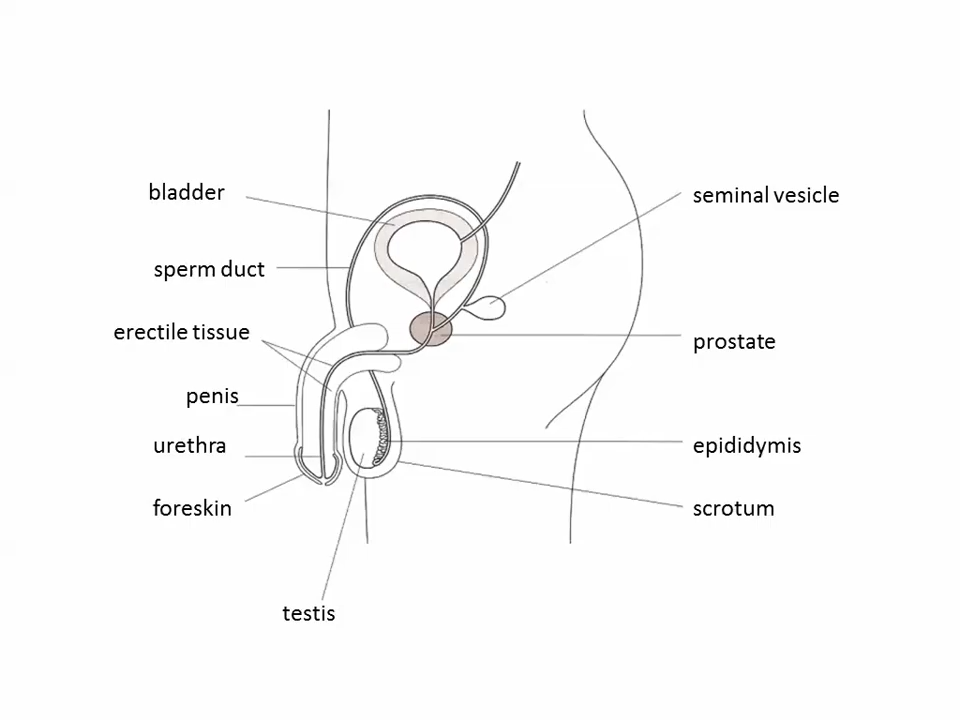 bladder
sperm duct
erectile tissue
penis
urethra
foreskin
testis
seminal vesicle
prostate
epididymis
scrotum